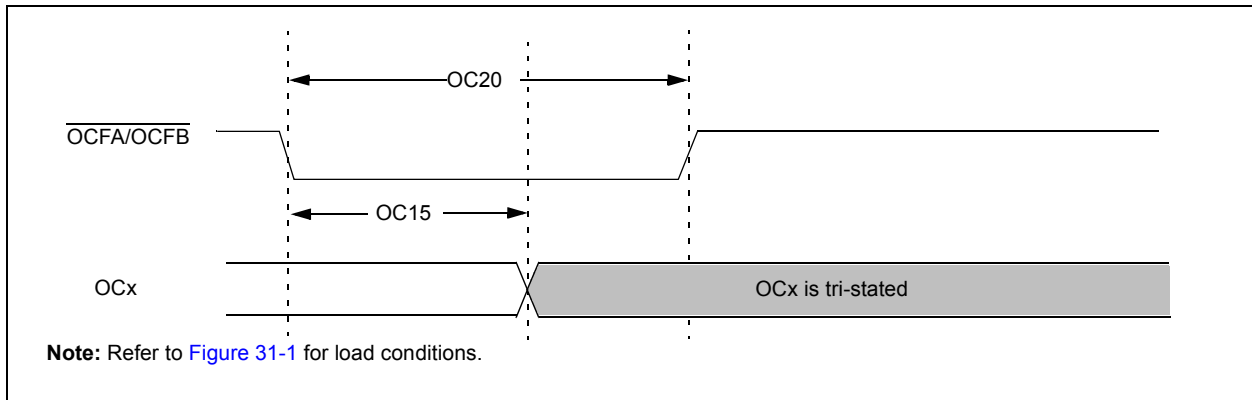 OC20
OCFA/OCFB
OC15
OCx
OCx is tri-stated
Note: Refer to Figure 31-1 for load conditions.